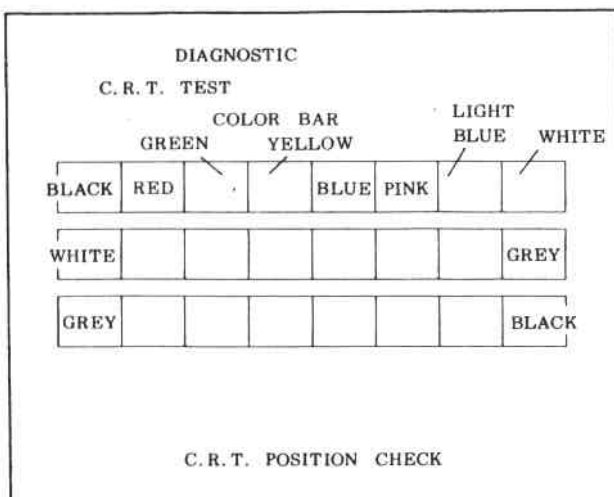 DIAGNOSTIC
C. R. T. TEST
COLOR BAR
LIGHT
GREEN YELLOW BLUE WHITE
BLACK RED BLUE PINK
WHITE GREY
GREY BLACK
C. R. T. POSITION CHECK